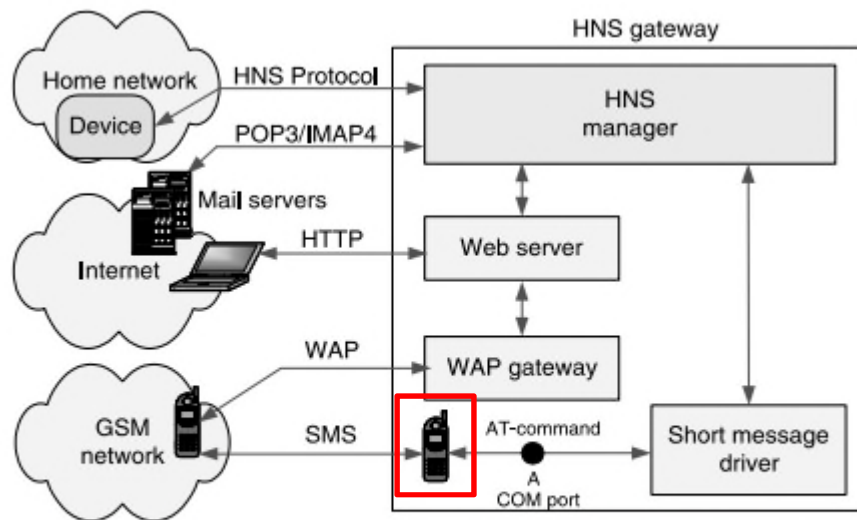 HNS gateway
Home network
Device
HNS Protocol
HNS
manager
POP3/IMAP4
Mail servers
Internet
HTTP
Web server
WAP
WAP gateway
GSM
network
SMS
AT-command
A
COM port
Short message
driver